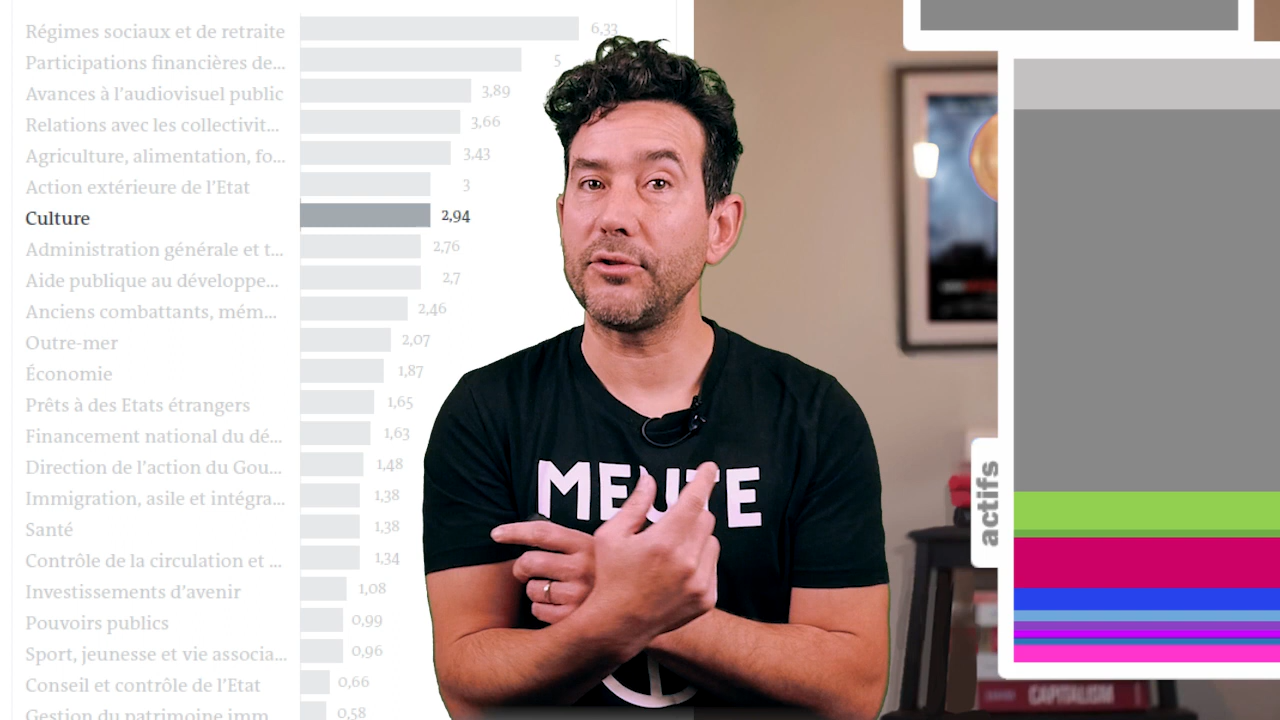 Régimes sociaux et de retraite 6,33
Participations financières de... 5
Avances à l'audiovisuel public 3,89
Relations avec les collectivit... 3,66
Agriculture, alimentation, fo... 3,43
Action extérieure de l'Etat 3
Culture 2,94
Administration générale et t... 2,76
Aide publique au développe... 2,7
Anciens combattants, mém... 2,46
Outre-mer 2,07
Économie 1,87
Prêts à des Etats étrangers 1,65
Financement national du dé... 1,63
Direction de l'action du Gou... 1,48
Immigration, asile et intégra... 1,38
Santé 1,38
Contrôle de la circulation et ... 1,34
Investissements d'avenir 1,08
Pouvoirs publics 0,99
Sport, jeunesse et vie associa... 0,96
Conseil et contrôle de l'Etat 0,66
Gestion du patrimoine imm... 0,58
MEUTE
actifs
CAPITALISM